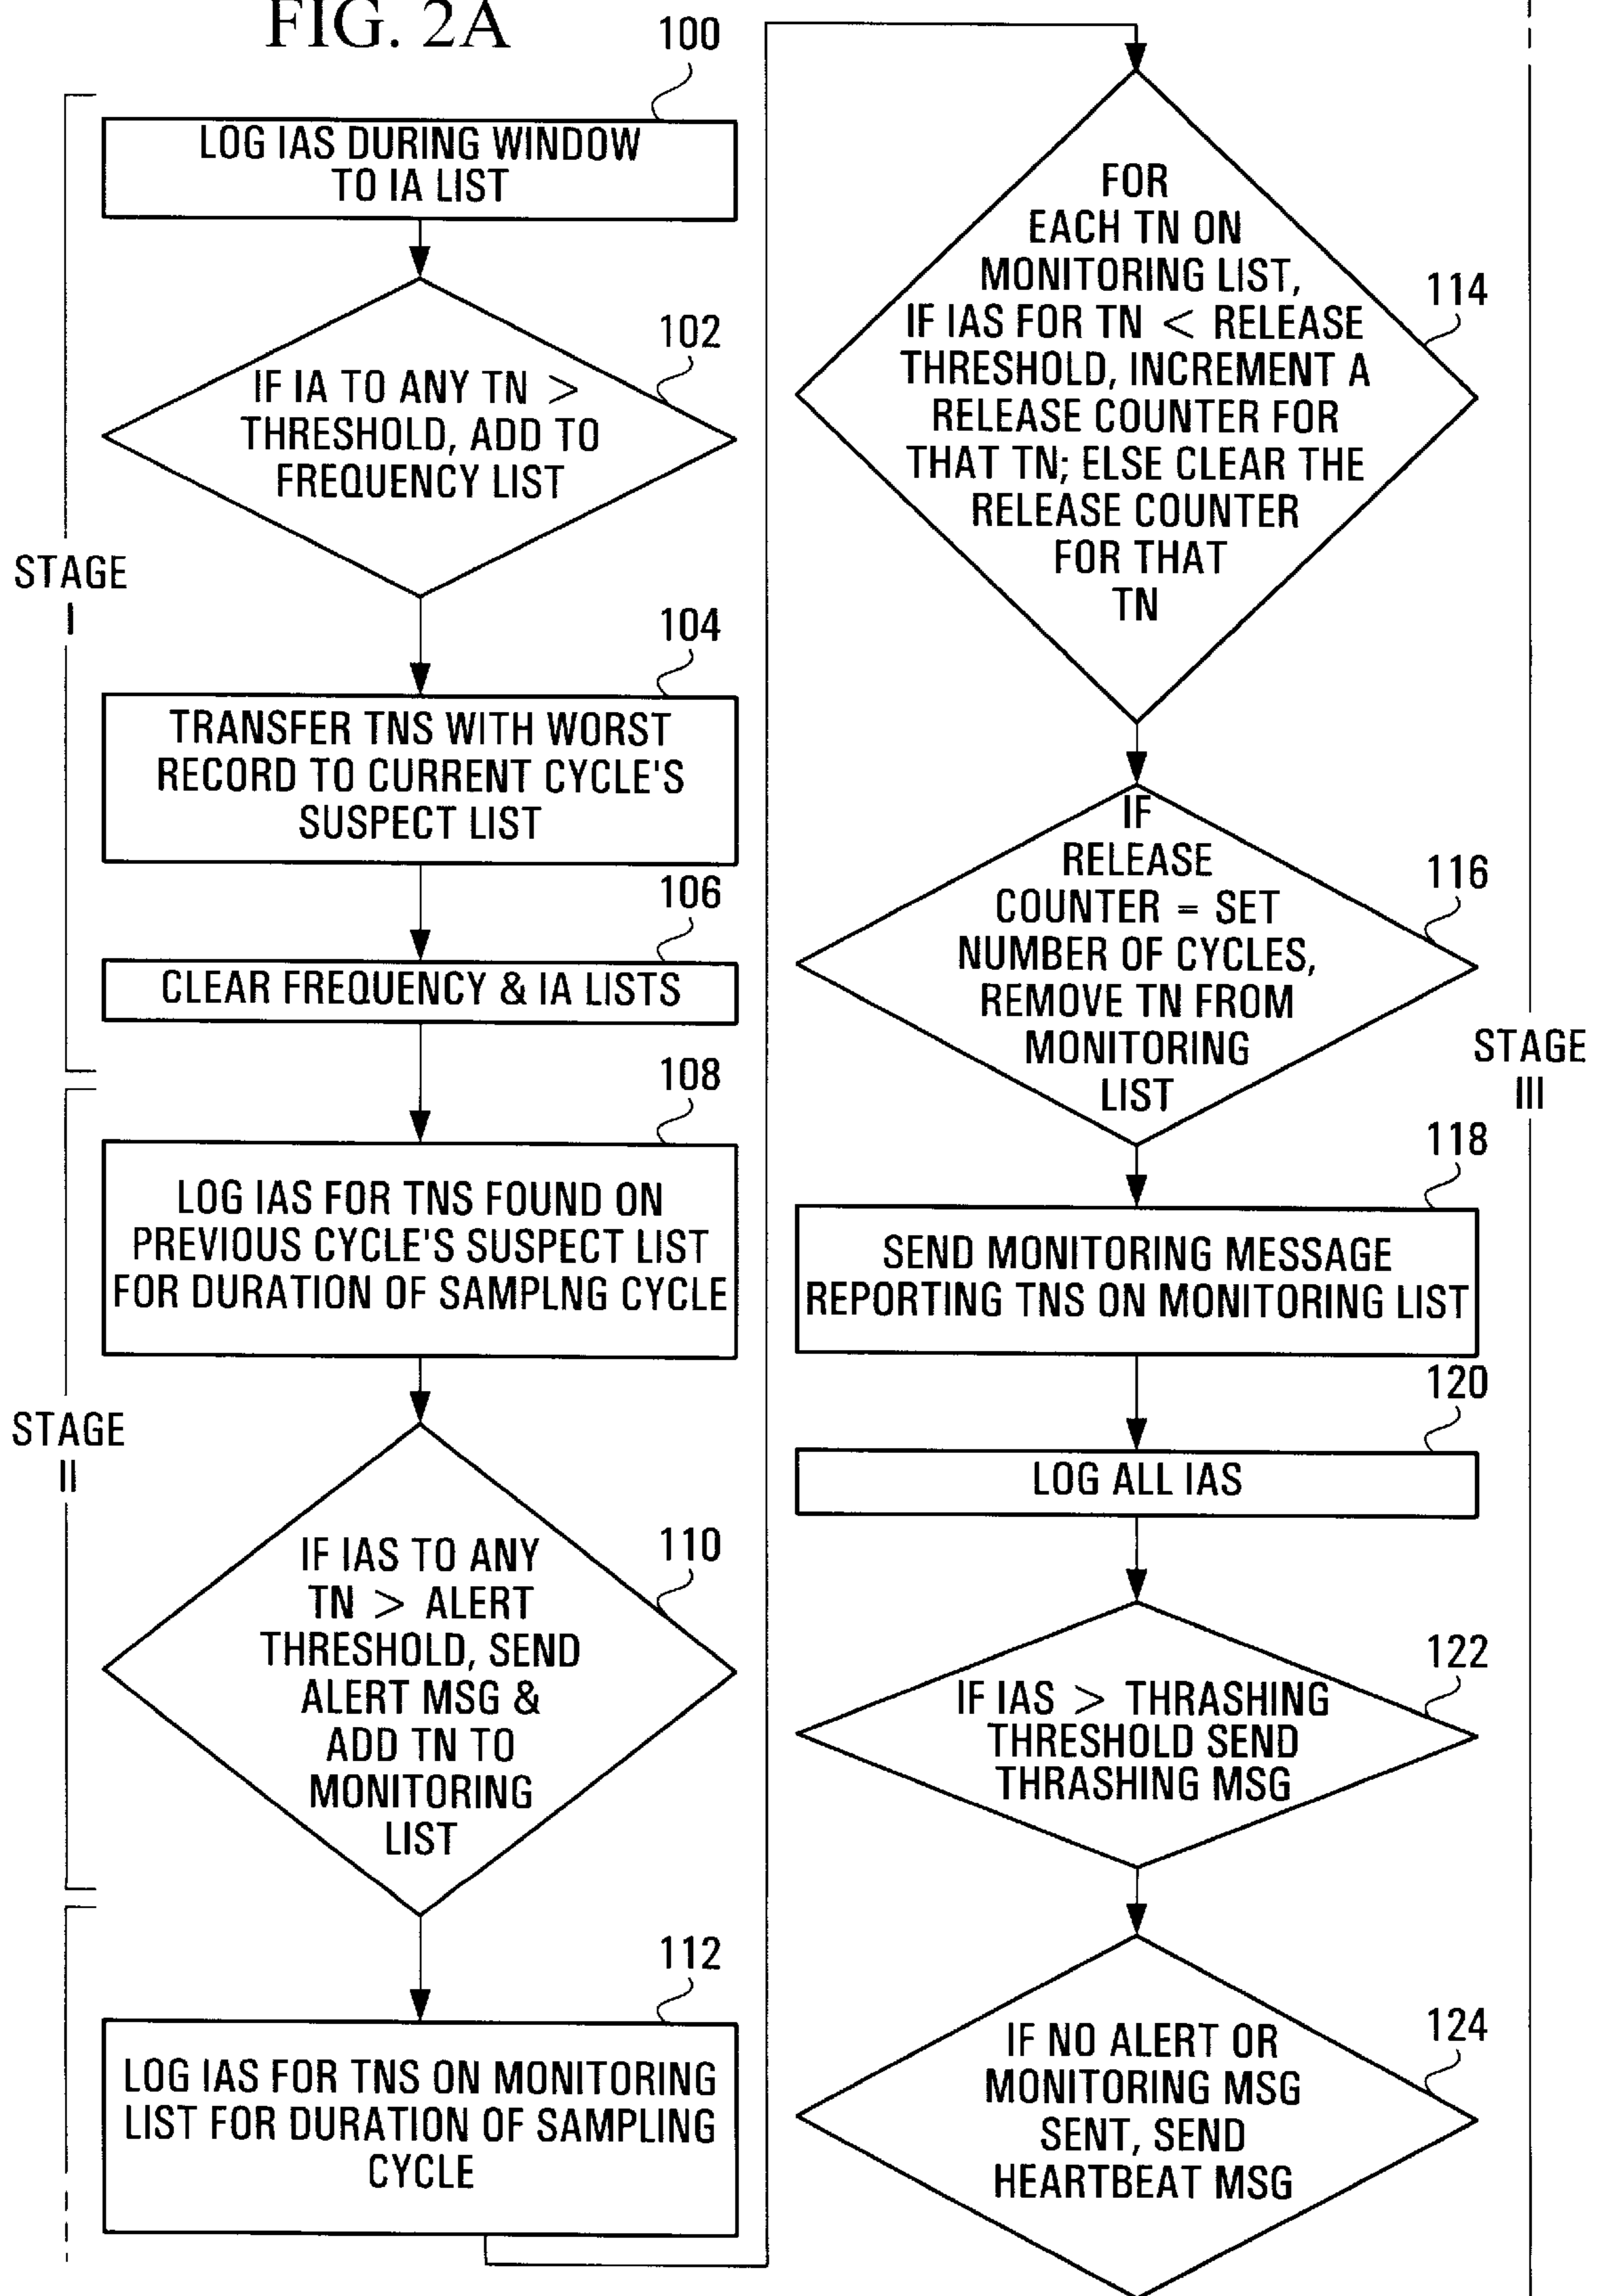 FIG. 2A
100
LOG IAS DURING WINDOW
TO IA LIST
102
IF IA TO ANY TN >
THRESHOLD, ADD TO
FREQUENCY LIST
STAGE
I
104
TRANSFER TNS WITH WORST
RECORD TO CURRENT CYCLE'S
SUSPECT LIST
106
CLEAR FREQUENCY & IA LISTS
108
LOG IAS FOR TNS FOUND ON
PREVIOUS CYCLE'S SUSPECT LIST
FOR DURATION OF SAMPLNG CYCLE
STAGE
II
110
IF IAS TO ANY
TN > ALERT
THRESHOLD, SEND
ALERT MSG &
ADD TN TO
MONITORING
LIST
112
LOG IAS FOR TNS ON MONITORING
LIST FOR DURATION OF SAMPLING
CYCLE
FOR
EACH TN ON
MONITORING LIST,
IF IAS FOR TN < RELEASE
THRESHOLD, INCREMENT A
RELEASE COUNTER FOR
THAT TN; ELSE CLEAR THE
RELEASE COUNTER
FOR THAT
TN
114
IF
RELEASE
COUNTER = SET
NUMBER OF CYCLES,
REMOVE TN FROM
MONITORING
LIST
116
STAGE
III
118
SEND MONITORING MESSAGE
REPORTING TNS ON MONITORING LIST
120
LOG ALL IAS
122
IF IAS > THRASHING
THRESHOLD SEND
THRASHING MSG
124
IF NO ALERT OR
MONITORING MSG
SENT, SEND
HEARTBEAT MSG